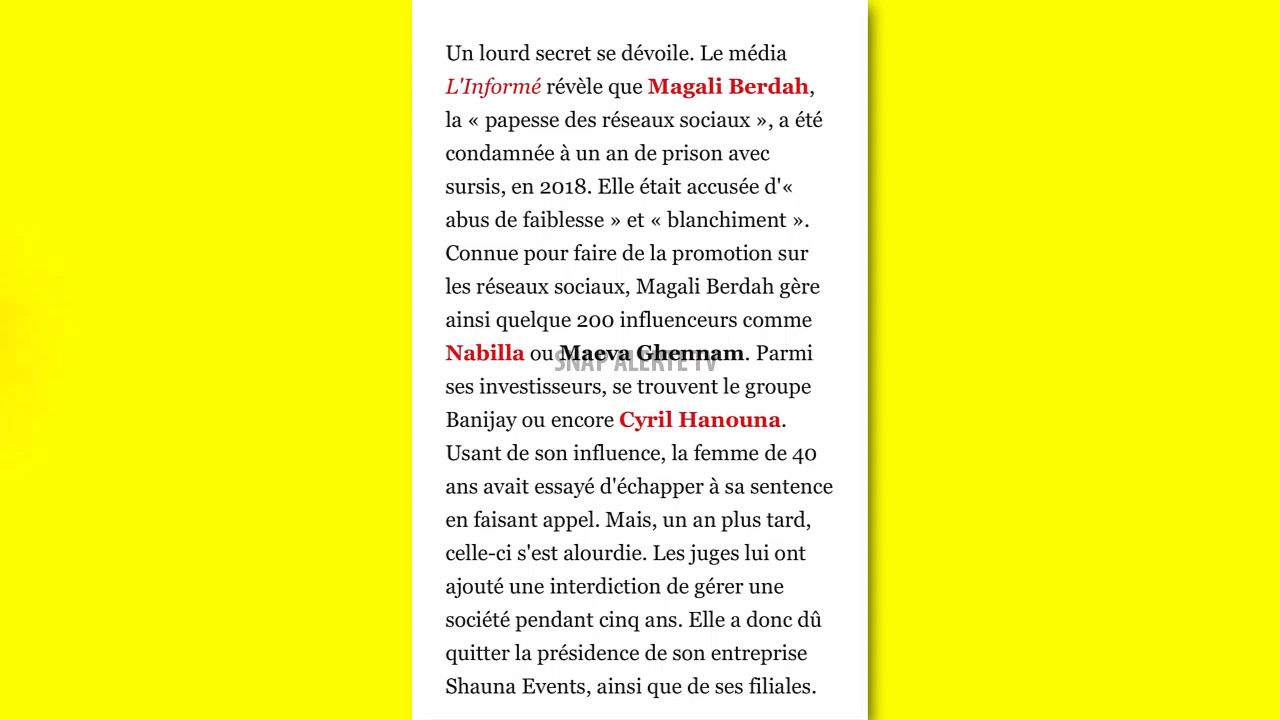 Un lourd secret se dévoile. Le média
L'Informé révèle que Magali Berdah,
la « papesse des réseaux sociaux », a été
condamnée à un an de prison avec
sursis, en 2018. Elle était accusée d'«
abus de faiblesse » et « blanchiment ».
Connue pour faire de la promotion sur
les réseaux sociaux, Magali Berdah gère
ainsi quelque 200 influenceurs comme
Nabilla ou Maeva Ghennam. Parmi
SNAP ALERTE TV
ses investisseurs, se trouvent le groupe
Banijay ou encore Cyril Hanouna.
Usant de son influence, la femme de 40
ans avait essayé d'échapper à sa sentence
en faisant appel. Mais, un an plus tard,
celle-ci s'est alourdie. Les juges lui ont
ajouté une interdiction de gérer une
société pendant cinq ans. Elle a donc dû
quitter la présidence de son entreprise
Shauna Events, ainsi que de ses filiales.